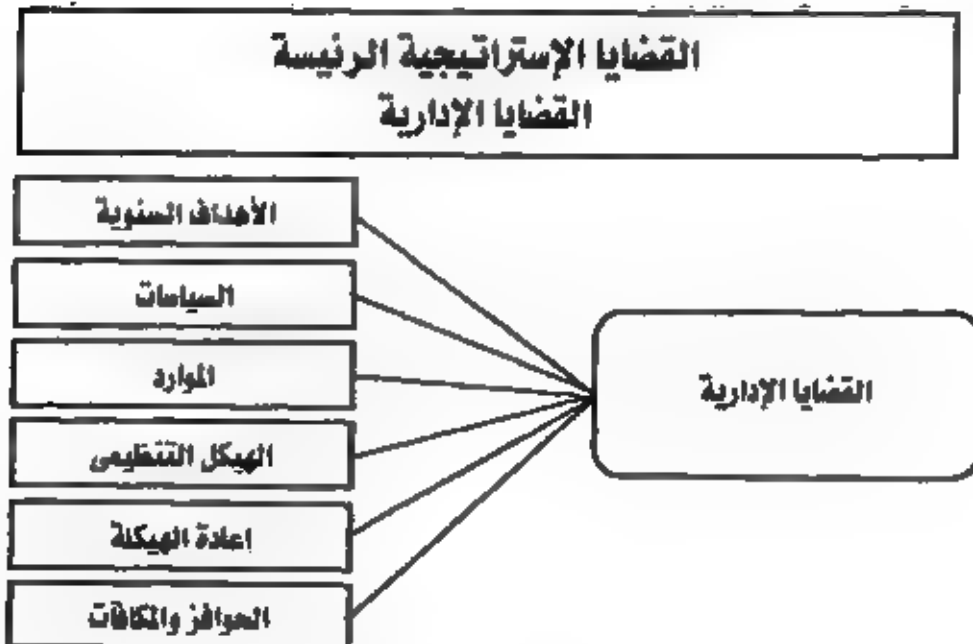 القضايا الإستراتيجية الرئيسة
القضايا الإدارية
القضايا الإدارية
الأهداف السنوية
السياسات
الموارد
الهيكل التنظيمى
إعادة الهيكلة
الحوافز والمكافآت